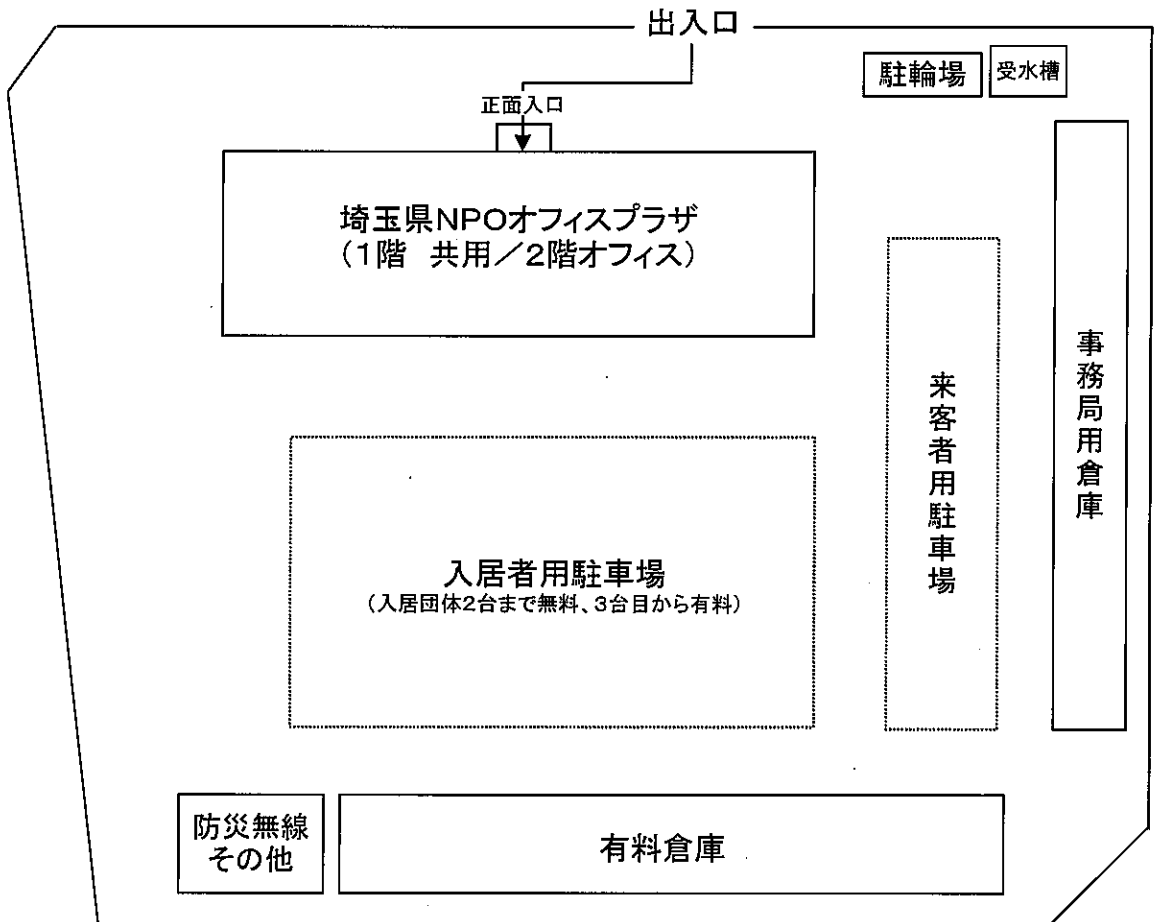 出入口
駐輪場
受水槽
正面入口
埼玉県NPOオフィスプラザ
(1階 共用/2階オフィス)
来客者用駐車場
事務局用倉庫
入居者用駐車場
(入居団体2台まで無料、3台目から有料)
防災無線
その他
有料倉庫